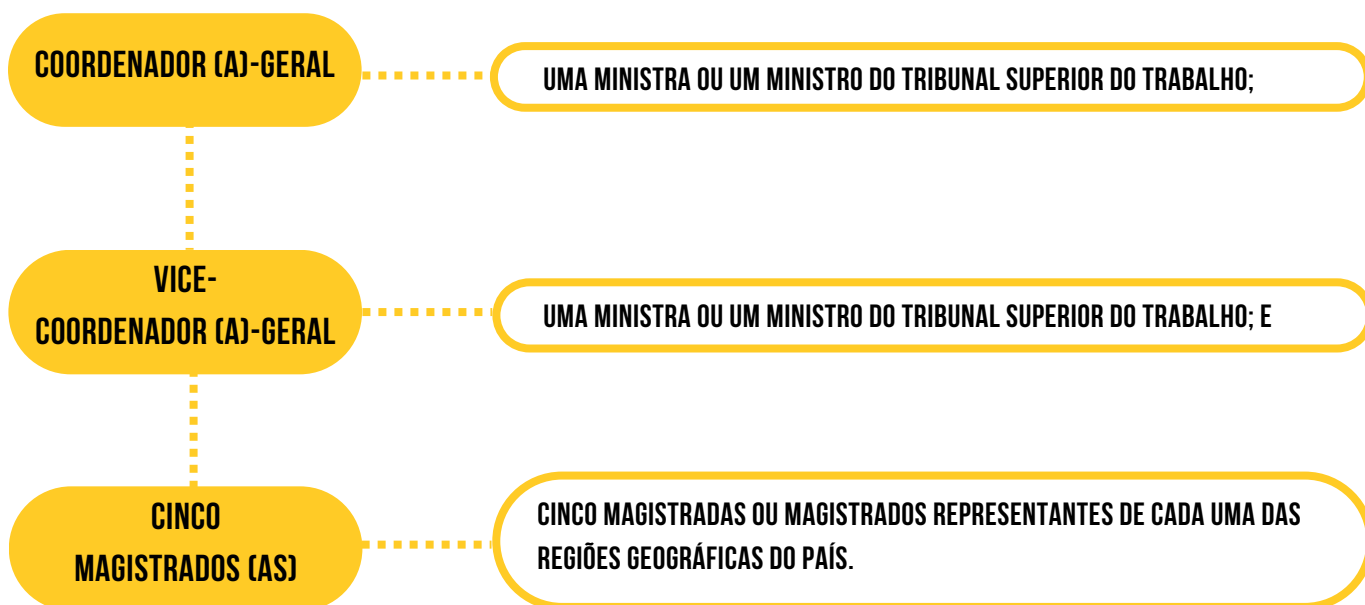 COORDENADOR (A)-GERAL
UMA MINISTRA OU UM MINISTRO DO TRIBUNAL SUPERIOR DO TRABALHO;
VICE-
COORDENADOR (A)-GERAL
UMA MINISTRA OU UM MINISTRO DO TRIBUNAL SUPERIOR DO TRABALHO; E
CINCO
MAGISTRADOS (AS)
CINCO MAGISTRADAS OU MAGISTRADOS REPRESENTANTES DE CADA UMA DAS
REGIÕES GEOGRÁFICAS DO PAÍS.